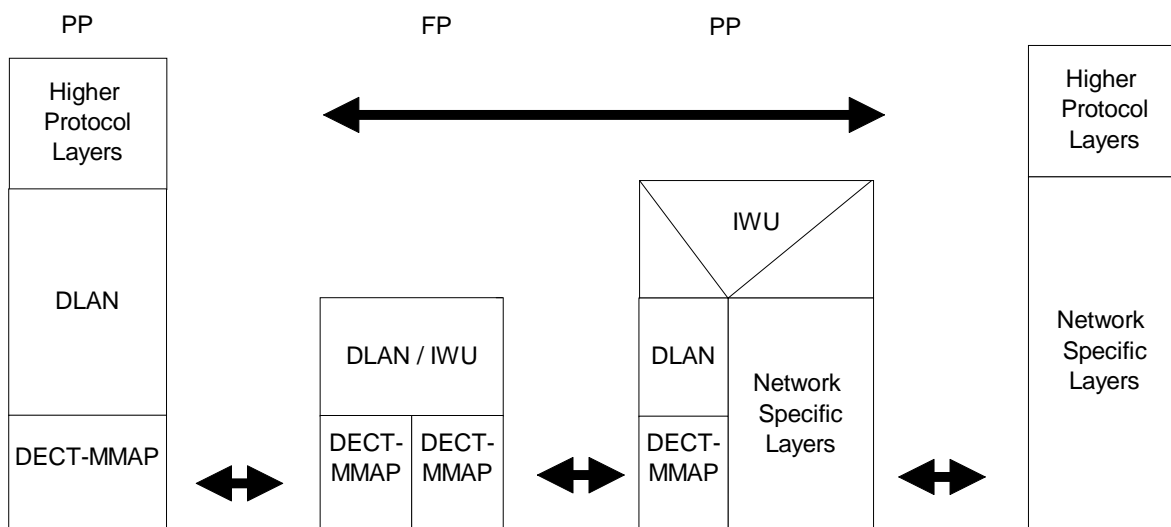 PP
FP
PP
Higher
Protocol
Layers
DLAN
DECT-MMAP
DLAN / IWU
DECT-
MMAP
DECT-
MMAP
IWU
DLAN
DECT-
MMAP
Network
Specific
Layers
Higher
Protocol
Layers
Network
Specific
Layers